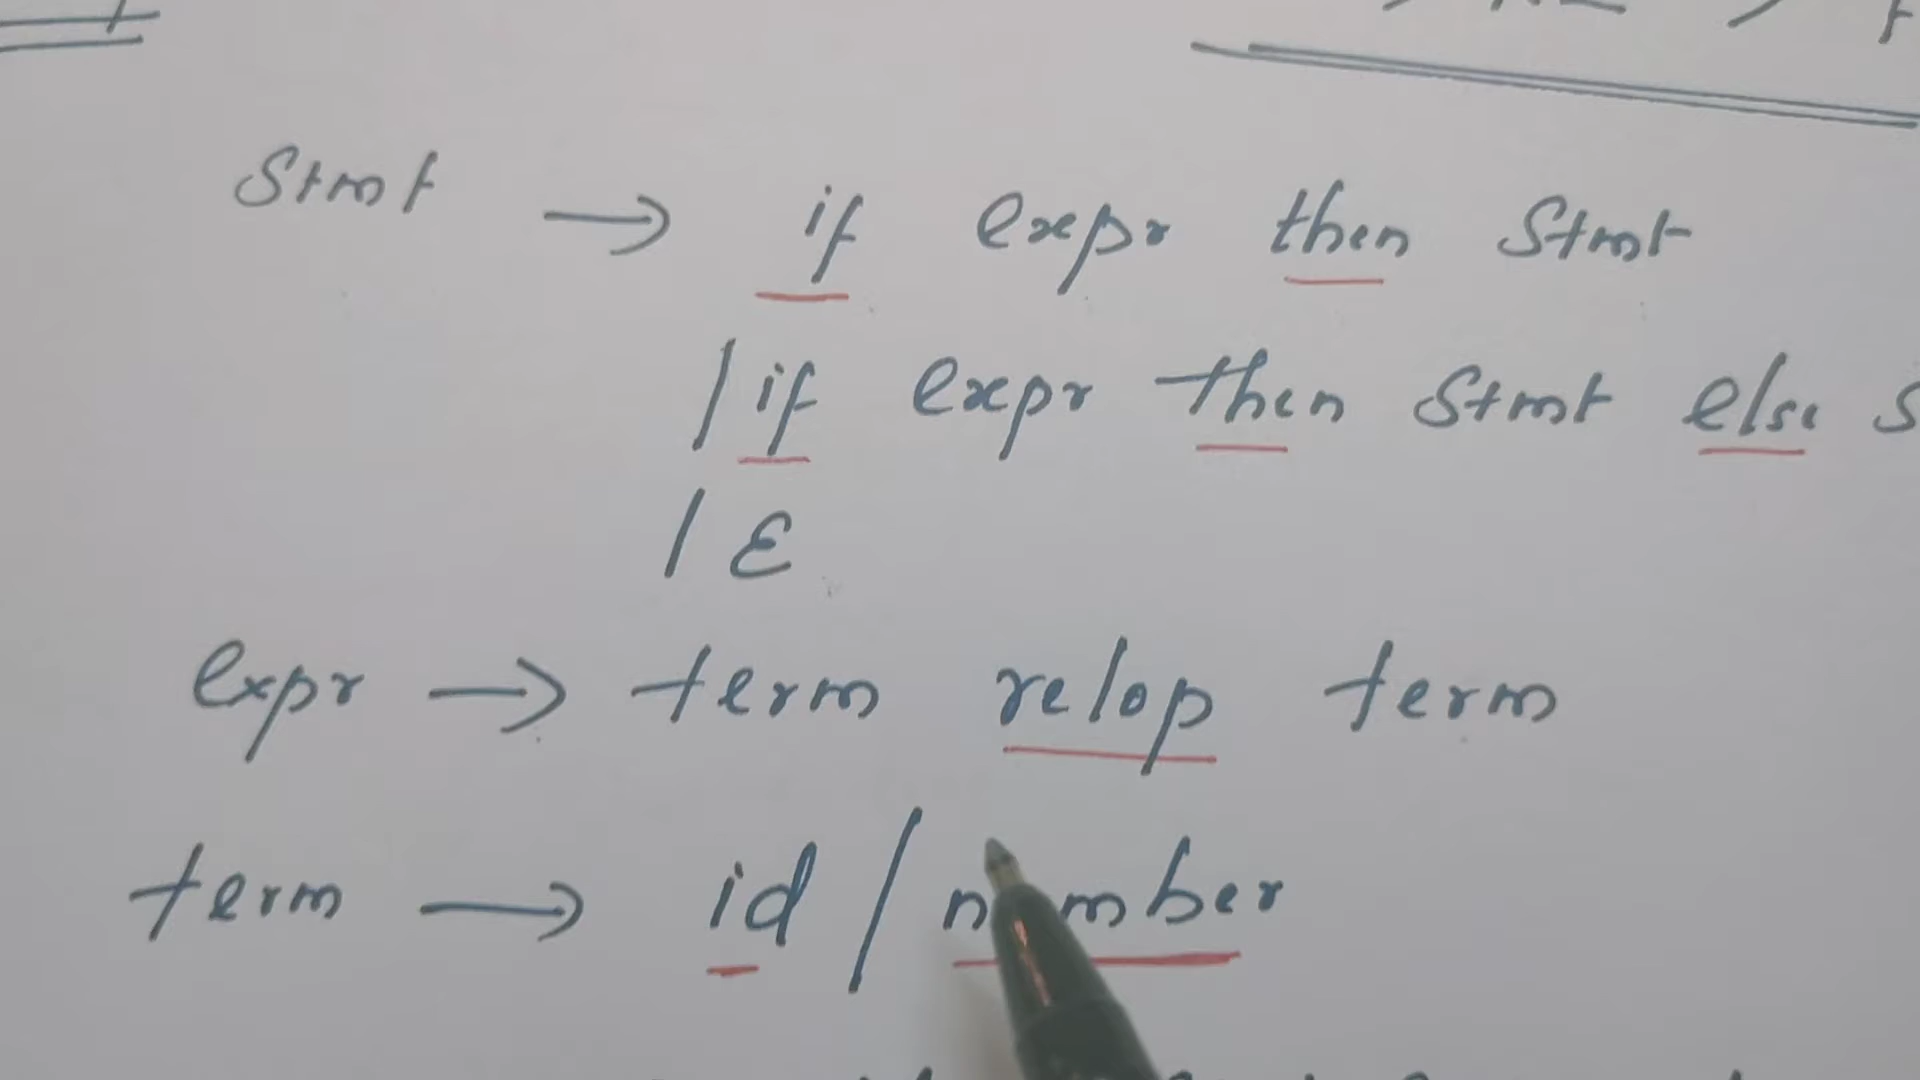 Stmt → if expr then Stmt
/ if expr then Stmt else S
/ ε
expr → term relop term
term → id / number